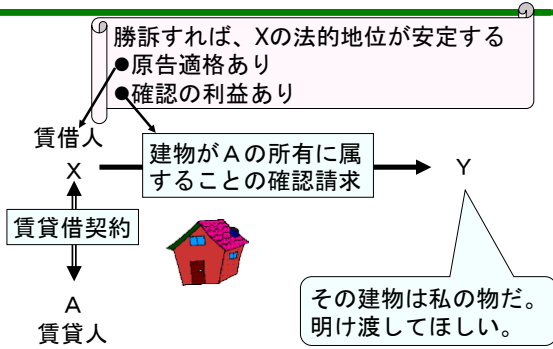 勝訴すれば、Xの法的地位が安定する
●原告適格あり
●確認の利益あり
賃借人
X
建物がAの所有に属
することの確認請求
Y
賃貸借契約
A
賃貸人
その建物は私の物だ。
明け渡してほしい。